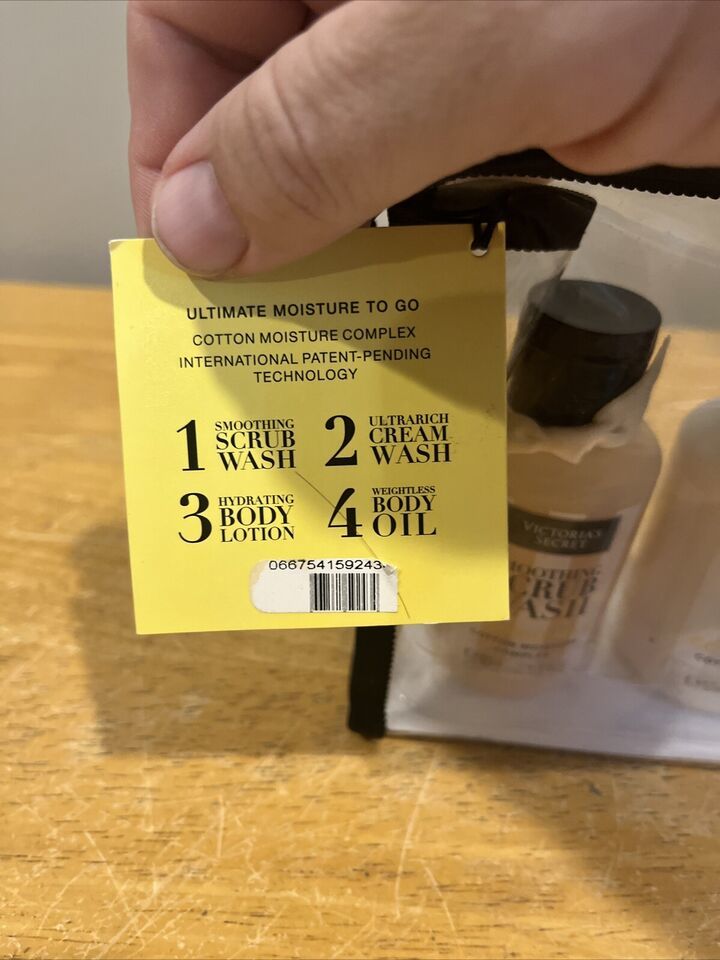 ULTIMATE MOISTURE TO GO
COTTON MOISTURE COMPLEX
INTERNATIONAL PATENT-PENDING
TECHNOLOGY
1 SMOOTHING
SCRUB
WASH
2 ULTRARICH
CREAM
WASH
3 HYDRATING
BODY
LOTION
4 WEIGHTLESS
BODY
OIL
066754159243
VICTORIA'S
SECRET